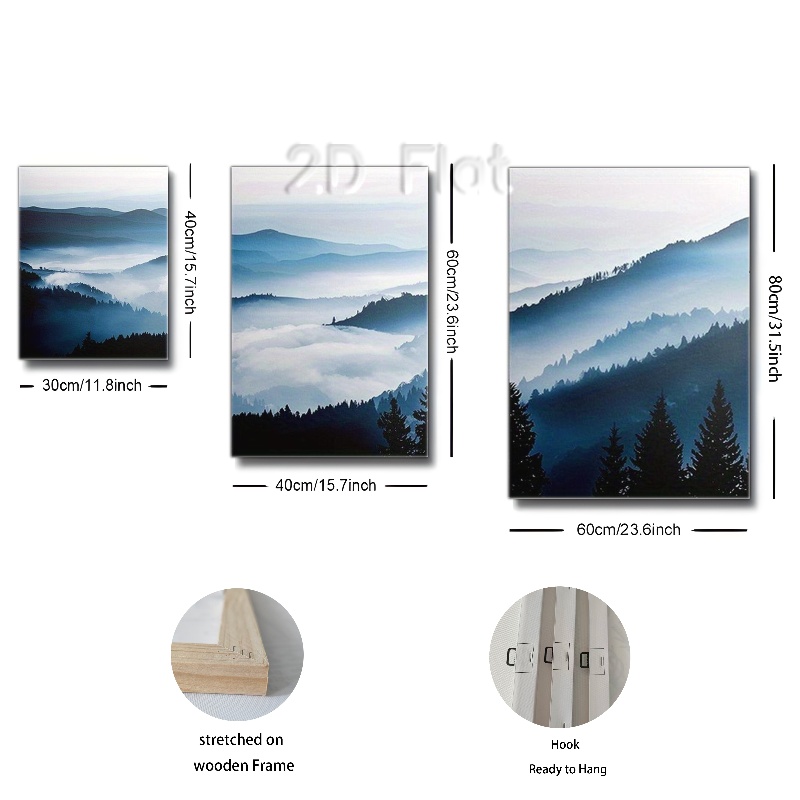 2D Flat
40cm/15.7inch
30cm/11.8inch
60cm/23.6inch
40cm/15.7inch
80cm/31.5inch
60cm/23.6inch
stretched on
wooden Frame
Hook
Ready to Hang